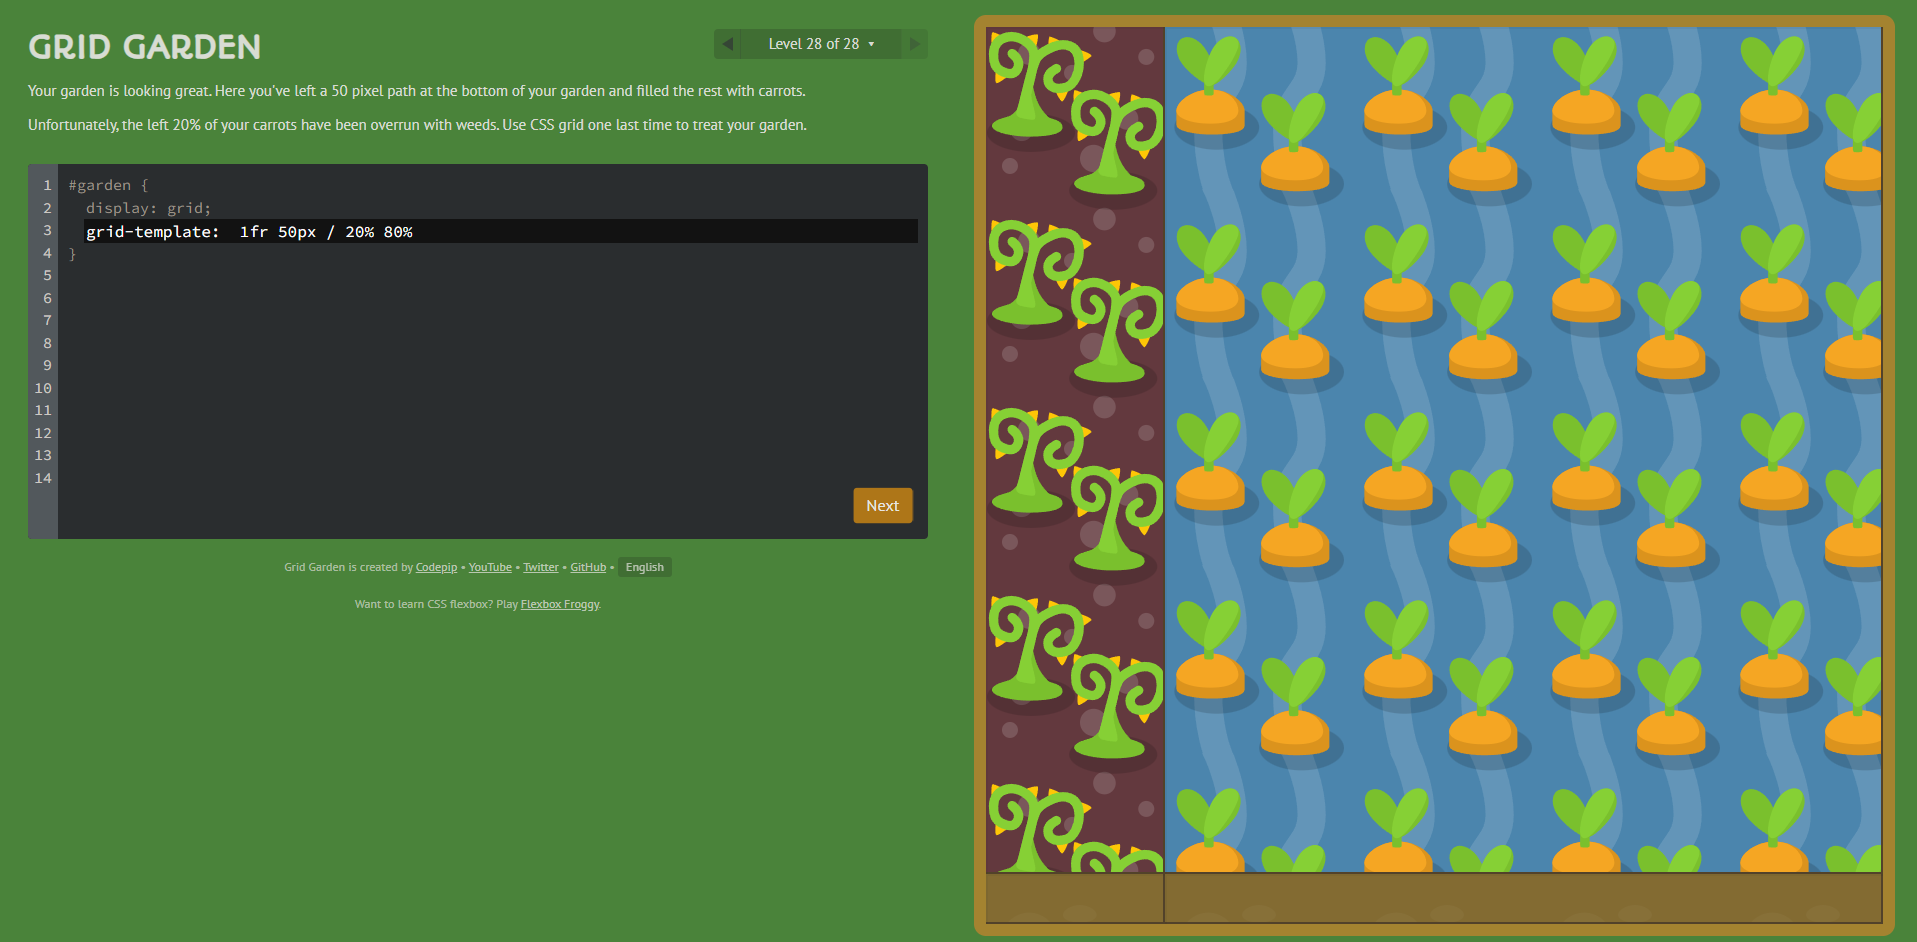 GRID GARDEN
◀ Level 28 of 28 ▾ ▶
Your garden is looking great. Here you've left a 50 pixel path at the bottom of your garden and filled the rest with carrots.
Unfortunately, the left 20% of your carrots have been overrun with weeds. Use CSS grid one last time to treat your garden.
1 #garden {
2   display: grid;
3   grid-template:  1fr 50px / 20% 80%
4 }
5
6
7
8
9
10
11
12
13
14
Next
Grid Garden is created by Codepip • YouTube • Twitter • GitHub • English
Want to learn CSS flexbox? Play Flexbox Froggy.